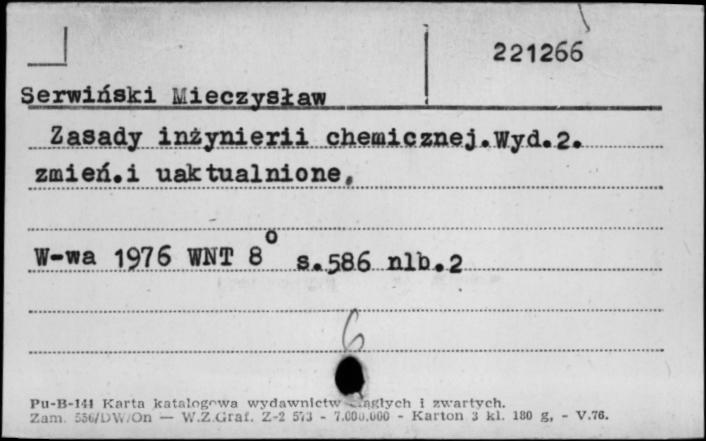 221266
Serwiński Mieczysław
Zasady inżynierii chemicznej.Wyd.2.
zmień.i uaktualnione.
W-wa 1976 WNT 8° s.586 nlb.2
6
Pu-B-141 Karta katalogowa wydawnictw ciągłych i zwartych.
Zam. 556/DW/On — W.Z.Graf. Z-2 573 - 7.000.000 - Karton 3 kl. 180 g, - V.76.